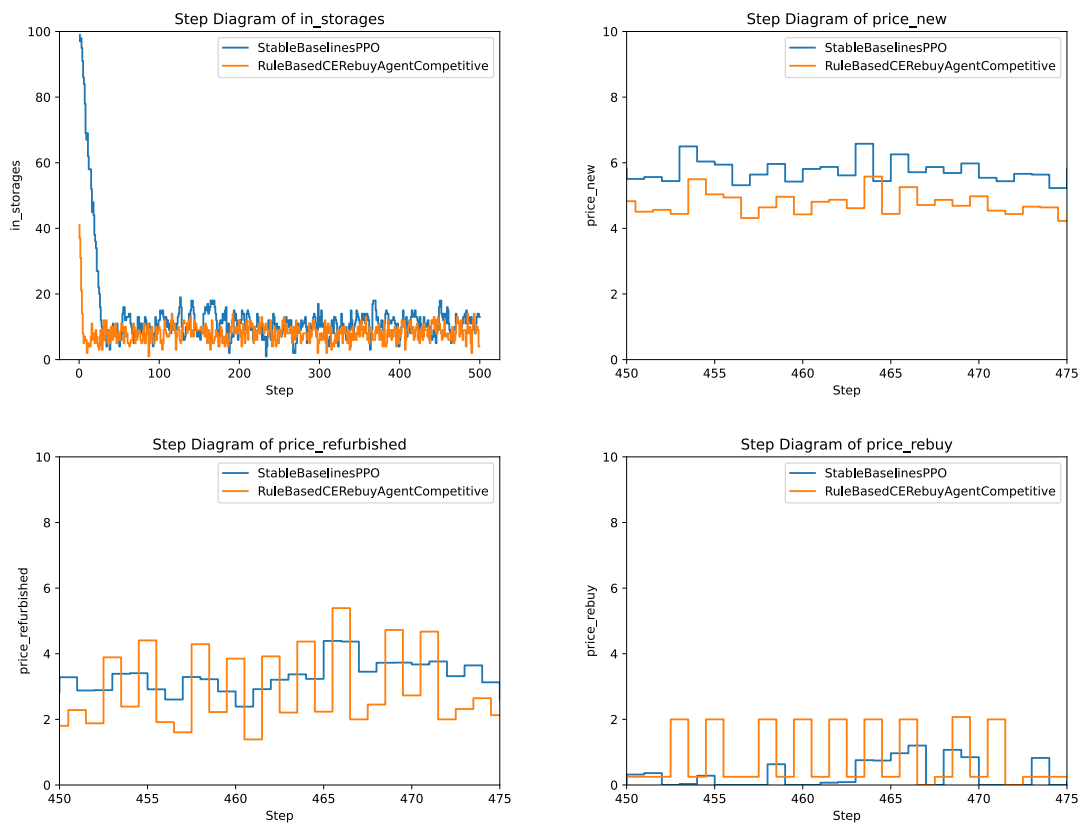 Step Diagram of in_storages
100
80
60
40
20
0
in_storages
StableBaselinesPPO
RuleBasedCERebuyAgentCompetitive
0
100
200
300
400
500
Step
Step Diagram of price_new
10
8
6
4
2
0
price_new
StableBaselinesPPO
RuleBasedCERebuyAgentCompetitive
450
455
460
465
470
475
Step
Step Diagram of price_refurbished
10
8
6
4
2
0
price_refurbished
StableBaselinesPPO
RuleBasedCERebuyAgentCompetitive
450
455
460
465
470
475
Step
Step Diagram of price_rebuy
10
8
6
4
2
0
price_rebuy
StableBaselinesPPO
RuleBasedCERebuyAgentCompetitive
450
455
460
465
470
475
Step